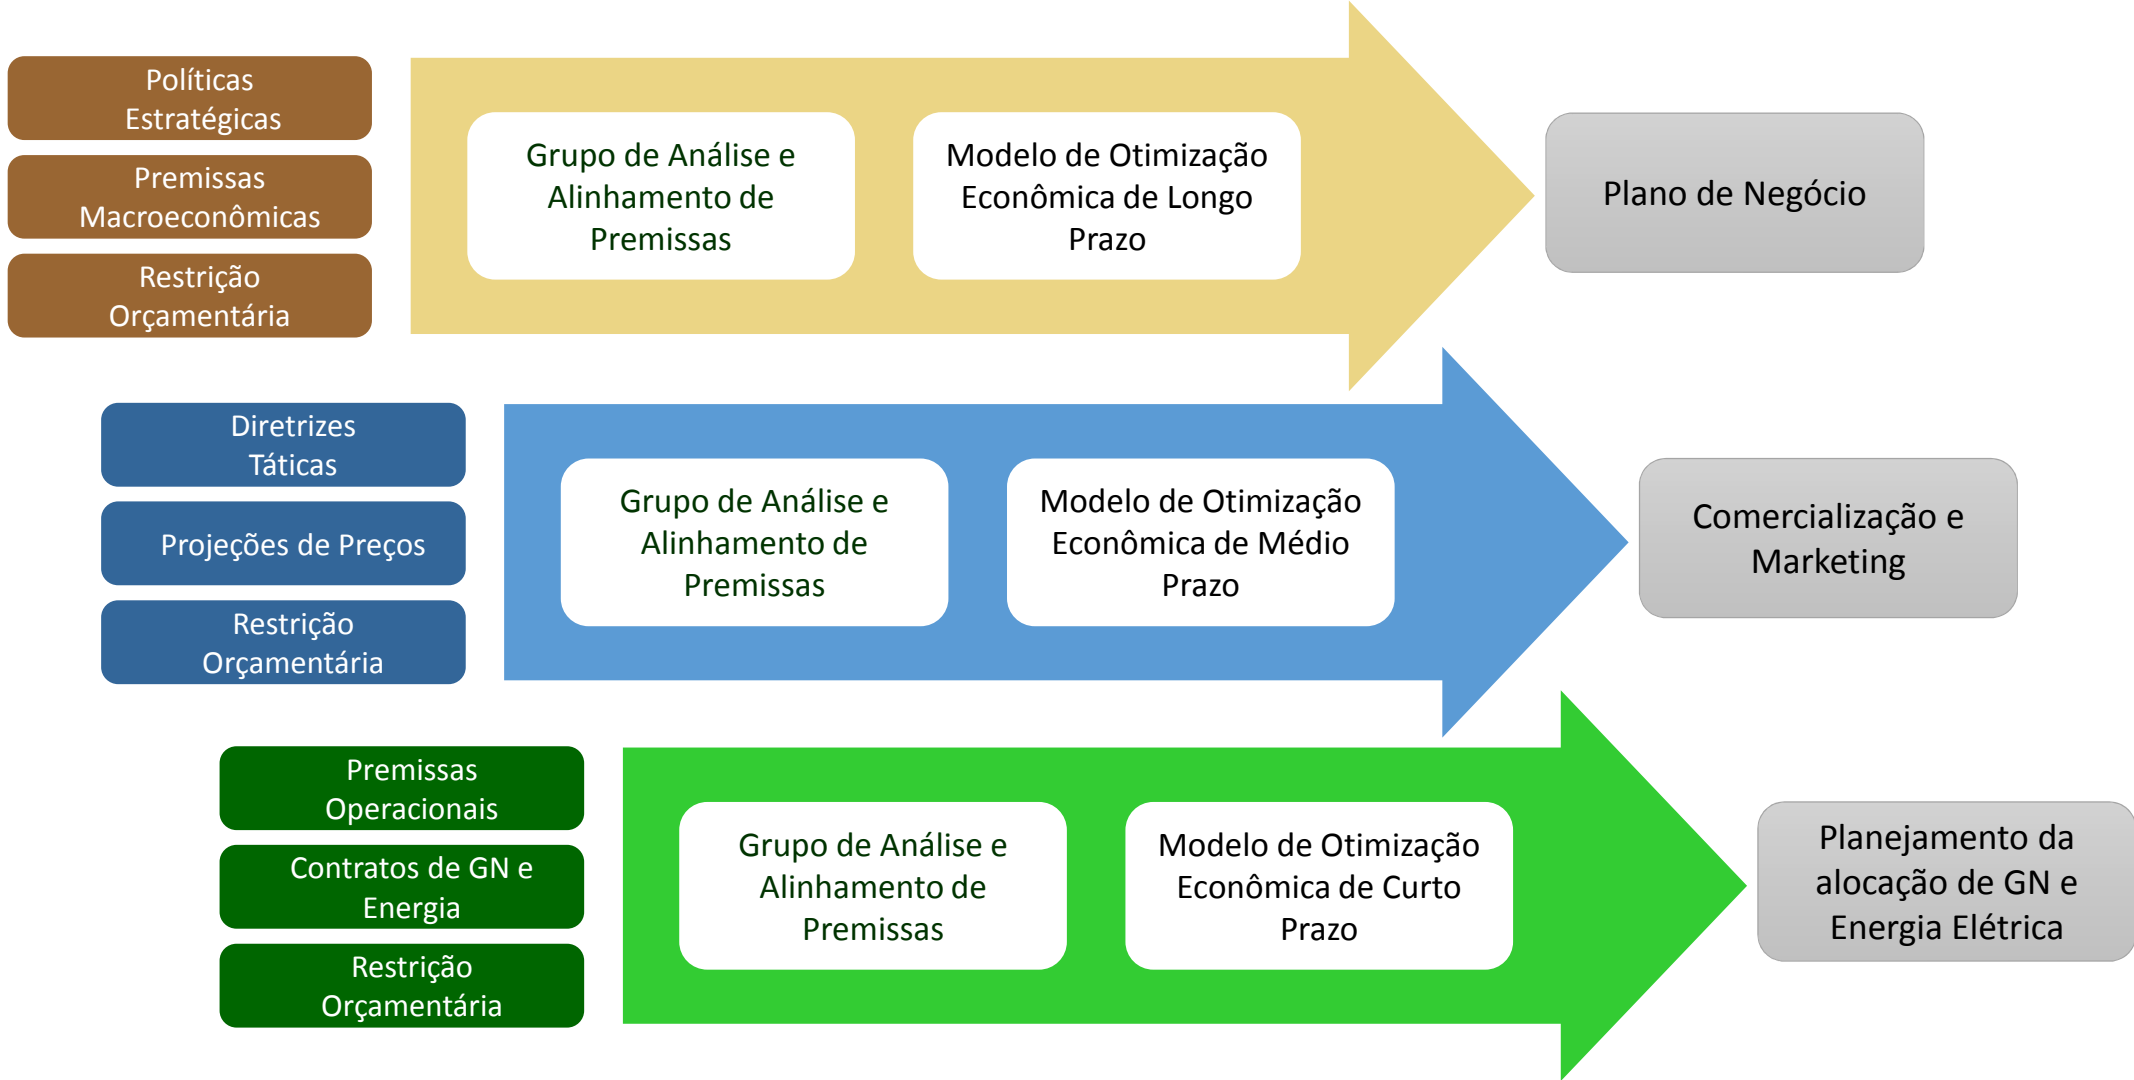 Políticas
Estratégicas
Premissas
Macroeconômicas
Restrição
Orçamentária
Grupo de Análise e
Alinhamento de
Premissas
Modelo de Otimização
Econômica de Longo
Prazo
Plano de Negócio
Diretrizes
Táticas
Projeções de Preços
Restrição
Orçamentária
Grupo de Análise e
Alinhamento de
Premissas
Modelo de Otimização
Econômica de Médio
Prazo
Comercialização e
Marketing
Premissas
Operacionais
Contratos de GN e
Energia
Restrição
Orçamentária
Grupo de Análise e
Alinhamento de
Premissas
Modelo de Otimização
Econômica de Curto
Prazo
Planejamento da
alocação de GN e
Energia Elétrica